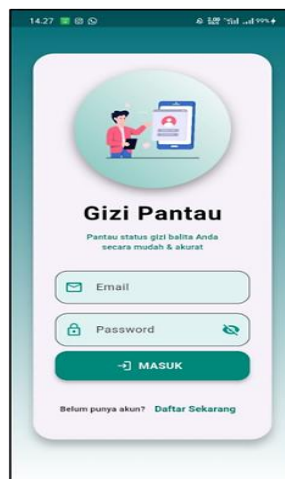 14.27
99%
Gizi Pantau
Pantau status gizi balita Anda
secara mudah & akurat
Email
Password
MASUK
Belum punya akun? Daftar Sekarang